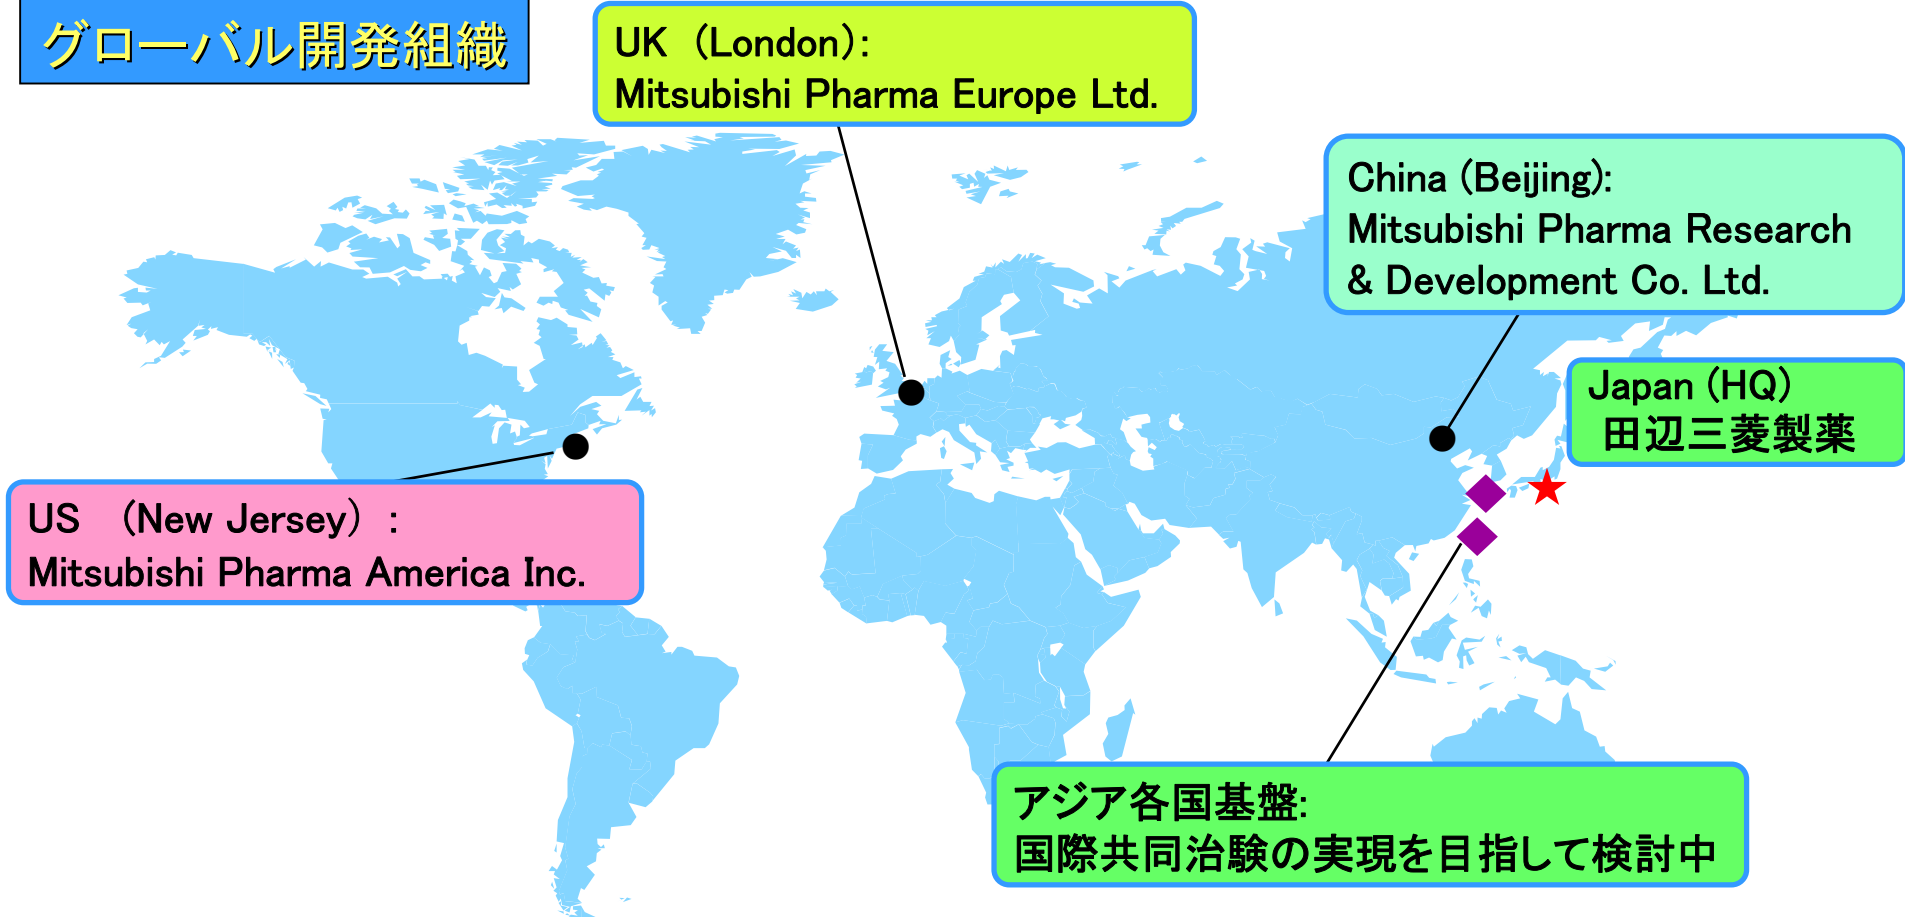 グローバル開発組織
UK （London）:
Mitsubishi Pharma Europe Ltd.
China (Beijing):
Mitsubishi Pharma Research
& Development Co. Ltd.
Japan (HQ)
田辺三菱製薬
US （New Jersey） :
Mitsubishi Pharma America Inc.
アジア各国基盤:
国際共同治験の実現を目指して検討中